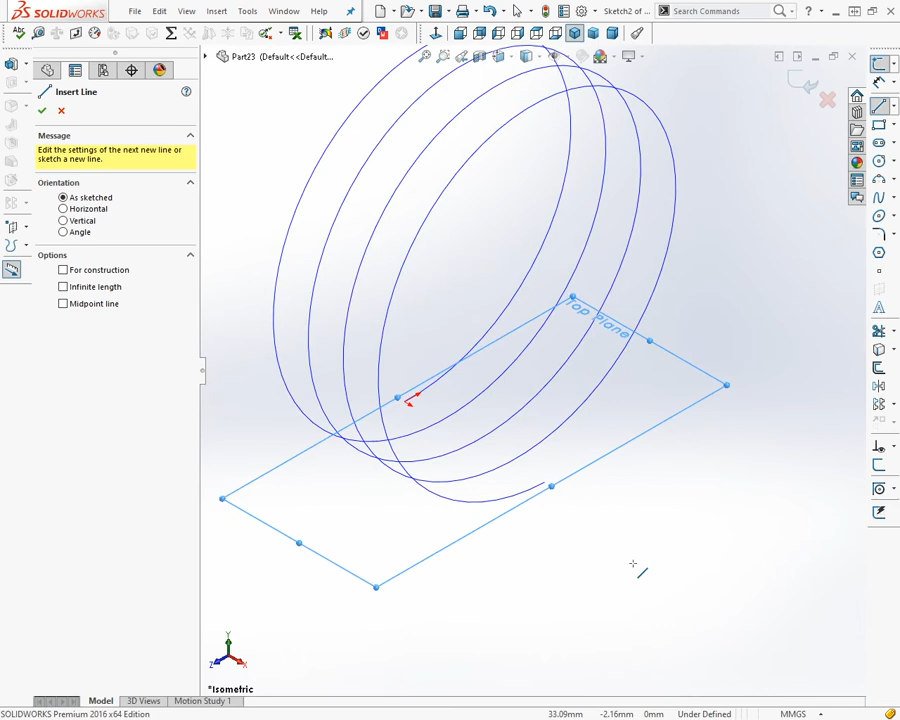 SOLIDWORKS
File Edit View Insert Tools Window Help
Sketch2 of ...
Search Commands
Part23 (Default<<Default...
Insert Line
Message
Edit the settings of the next new line or
sketch a new line.
Orientation
As sketched
Horizontal
Vertical
Angle
Options
For construction
Infinite length
Midpoint line
Top Plane
Y
Z
X
*Isometric
Model 3D Views Motion Study 1
SOLIDWORKS Premium 2016 x64 Edition
33.09mm -2.16mm 0mm Under Defined MMGS